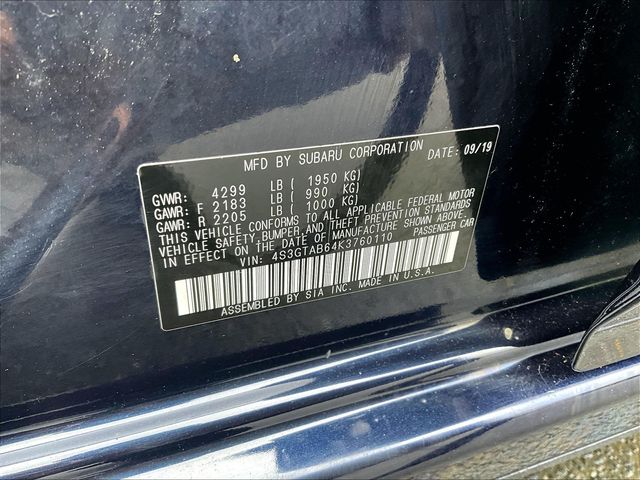 MFD BY SUBARU CORPORATION DATE: 09/19
GVWR: 4299 LB ( 1950 KG)
GAWR: F 2183 LB ( 990 KG)
GAWR: R 2205 LB ( 1000 KG)
THIS VEHICLE CONFORMS TO ALL APPLICABLE FEDERAL MOTOR
VEHICLE SAFETY,BUMPER,AND THEFT PREVENTION STANDARDS
IN EFFECT ON THE DATE OF MANUFACTURE SHOWN ABOVE.
VIN: 4S3GTAB64K3760110 PASSENGER CAR
ASSEMBLED BY SIA INC. MADE IN U.S.A.